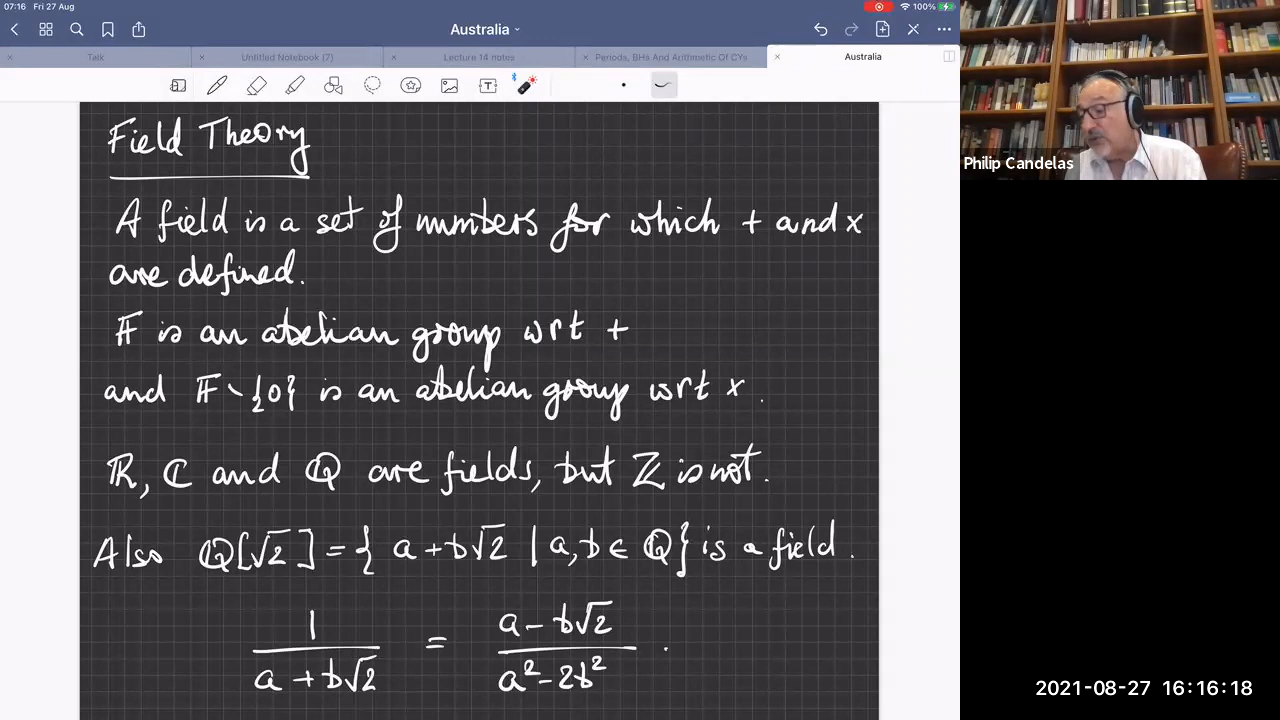 07:16 Fri 27 Aug
100%
Australia
Talk
Untitled Notebook (7)
Lecture 14 notes
Periods, BHs And Arithmetic Of CYs
Australia
Field Theory
A field is a set of numbers for which + and x
are defined.
𝔽 is an abelian group wrt +
and 𝔽∖{0} is an abelian group wrt x.
ℝ, ℂ and ℚ are fields, but ℤ is not.
Also ℚ[√2] = { a + b√2 | a, b ∈ ℚ} is a field.
1/(a + b√2) = (a - b√2)/(a² - 2b²) .
Philip Candelas
2021-08-27 16:16:18